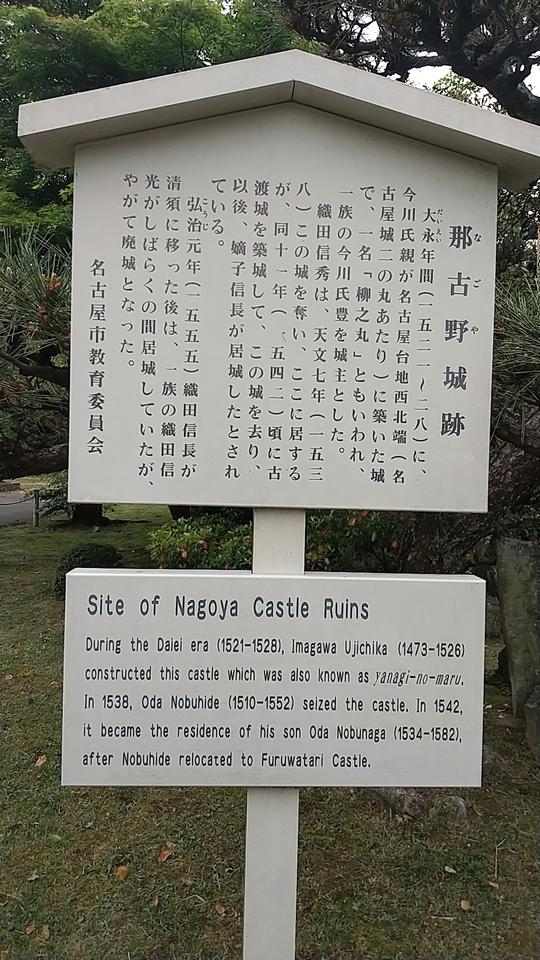 那古野城跡
なごや
大永年間（一五二一～二八）に、
だいえい
今川氏親が名古屋台地西北端（名
古屋城二の丸あたり）に築いた城
で、一名「柳之丸」ともいわれ、
一族の今川氏豊を城主とした。
織田信秀は、天文七年（一五三
八）この城を奪い、ここに居する
が、同十一年（一五四二）頃に古
渡城を築城して、この城を去り、
以後、嫡子信長が居城したとされ
ている。
弘治元年（一五五五）織田信長が
こうじ
清須に移った後は、一族の織田信
光がしばらくの間居城していたが、
やがて廃城となった。
名古屋市教育委員会
Site of Nagoya Castle Ruins
During the Daiei era (1521-1528), Imagawa Ujichika (1473-1526)
constructed this castle which was also known as yanagi-no-maru.
In 1538, Oda Nobuhide (1510-1552) seized the castle. In 1542,
it became the residence of his son Oda Nobunaga (1534-1582),
after Nobuhide relocated to Furuwatari Castle.